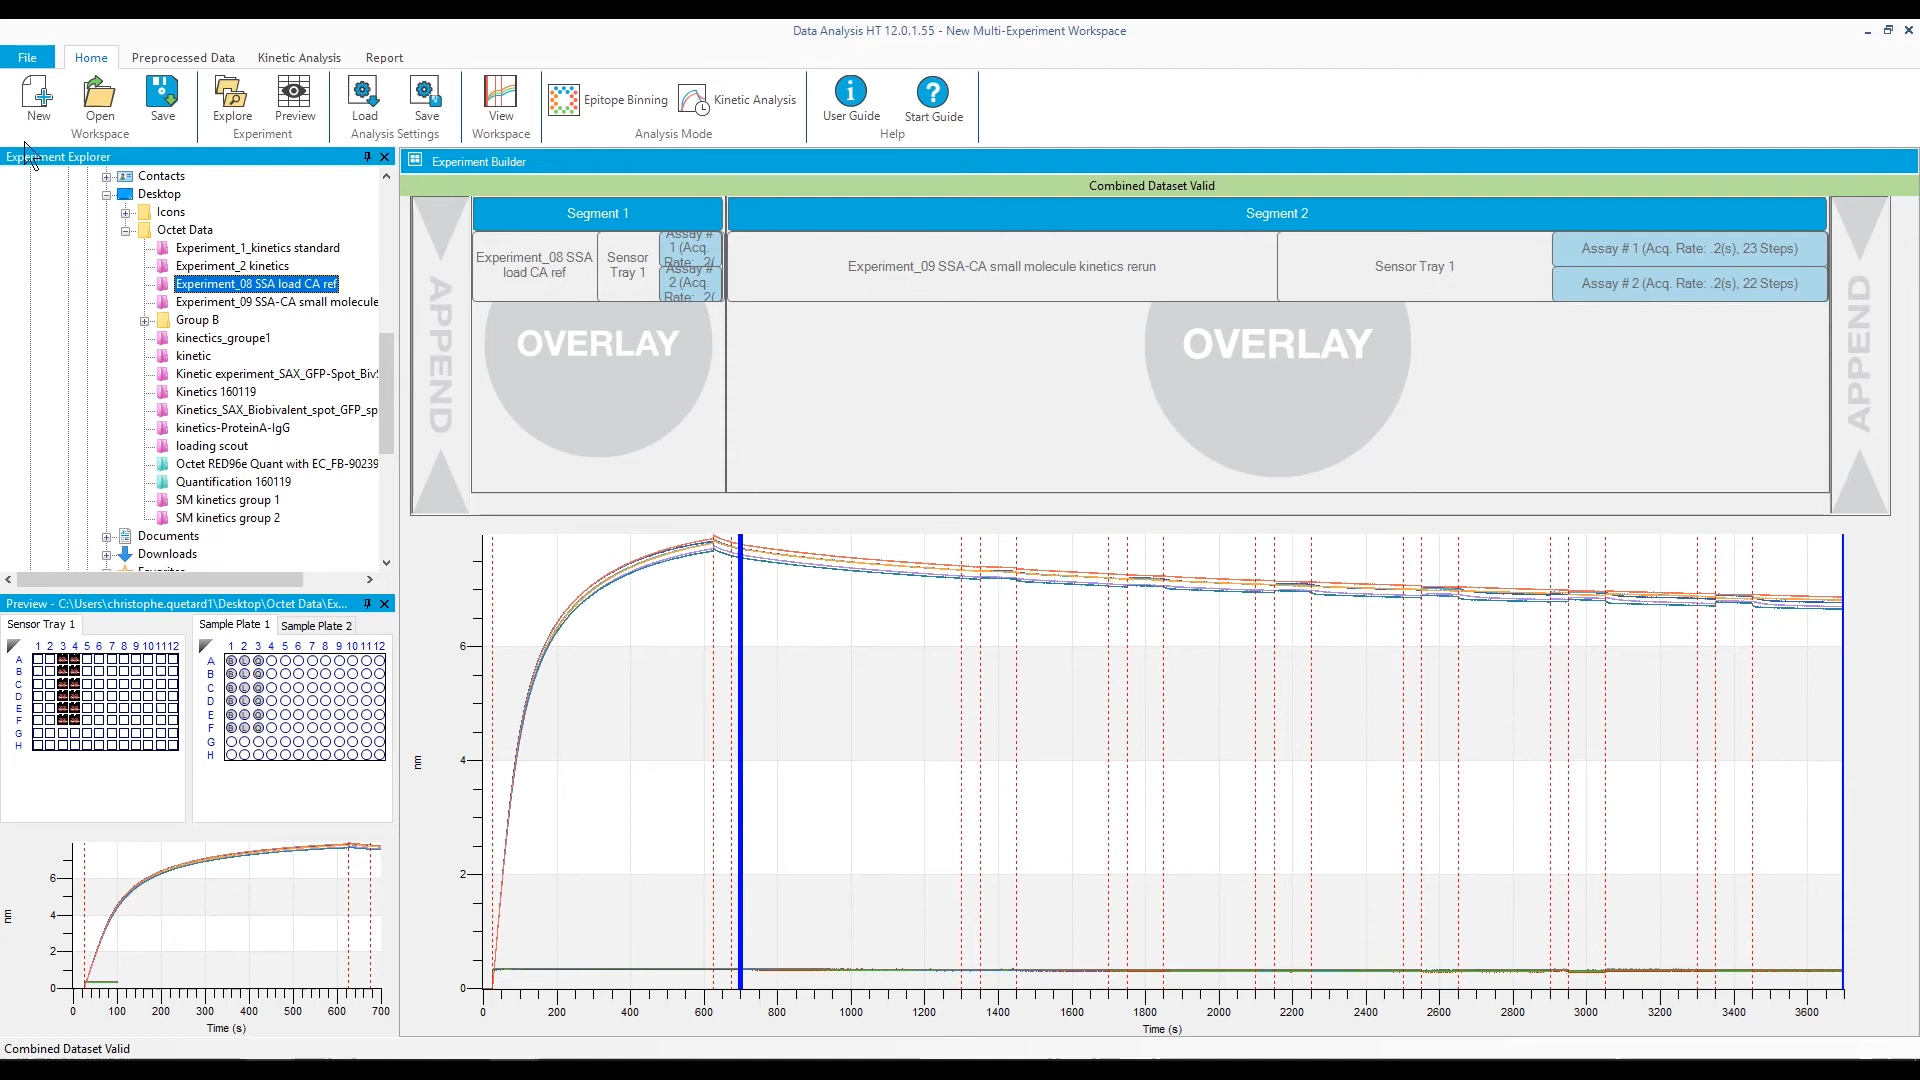 Data Analysis HT 12.0.1.55 - New Multi-Experiment Workspace
File Home Preprocessed Data Kinetic Analysis Report
New Open Save Explore Preview Load Save View Epitope Binning Kinetic Analysis User Guide Start Guide
Workspace Experiment Analysis Settings Workspace Analysis Mode Help
Experiment Explorer
Contacts
Desktop
Icons
Octet Data
Experiment_1_kinetics standard
Experiment_2 kinetics
Experiment_08 SSA load CA ref
Experiment_09 SSA-CA small molecule
Group B
kinectics_groupe1
kinetic
Kinetic experiment_SAX_GFP-Spot_Biv
Kinetics 160119
Kinetics_SAX_Biobivalent_spot_GFP_sp
kinetics-ProteinA-IgG
loading scout
Octet RED96e Quant with EC_FB-90239
Quantification 160119
SM kinetics group 1
SM kinetics group 2
Documents
Downloads
Preview - C:\Users\christophe.quetard1\Desktop\Octet Data\Ex...
Sensor Tray 1
1 2 3 4 5 6 7 8 9 10 11 12
A
B
C
D
E
F
G
H
Sample Plate 1 Sample Plate 2
1 2 3 4 5 6 7 8 9 10 11 12
A B L Q
B B L Q
C B L Q
D B L Q
E B L Q
F B L Q
G
H
nm
6
4
2
0
0 100 200 300 400 500 600 700
Time (s)
Experiment Builder
Combined Dataset Valid
Segment 1 Segment 2
Experiment_08 SSA
load CA ref
Sensor
Tray 1
Assay #
1 (Acq.
Rate: .2(
Assay #
2 (Acq.
Rate: .2(
Experiment_09 SSA-CA small molecule kinetics rerun
Sensor Tray 1
Assay # 1 (Acq. Rate: .2(s), 23 Steps)
Assay # 2 (Acq. Rate: .2(s), 22 Steps)
APPEND
OVERLAY
OVERLAY
APPEND
nm
6
4
2
0
0 200 400 600 800 1000 1200 1400 1600 1800 2000 2200 2400 2600 2800 3000 3200 3400 3600
Time (s)
Combined Dataset Valid